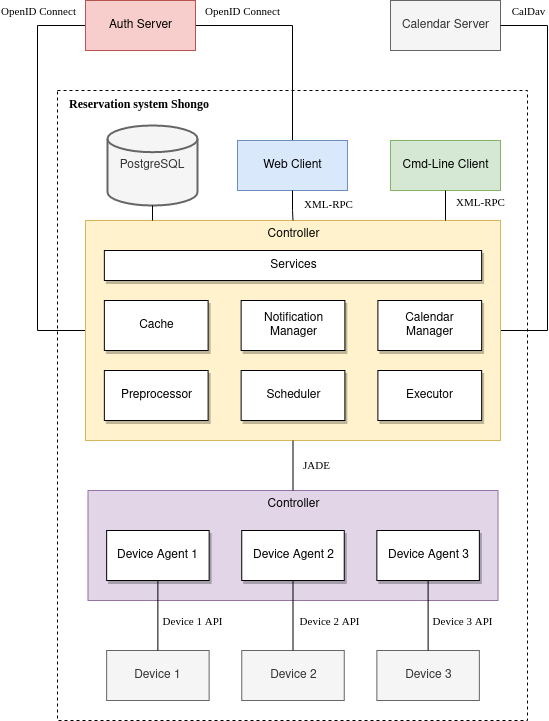 OpenID Connect
Auth Server
OpenID Connect
Calendar Server
CalDav
Reservation system Shongo
PostgreSQL
Web Client
Cmd-Line Client
XML-RPC
XML-RPC
Controller
Services
Cache
Notification
Manager
Calendar
Manager
Preprocessor
Scheduler
Executor
JADE
Controller
Device Agent 1
Device Agent 2
Device Agent 3
Device 1 API
Device 2 API
Device 3 API
Device 1
Device 2
Device 3